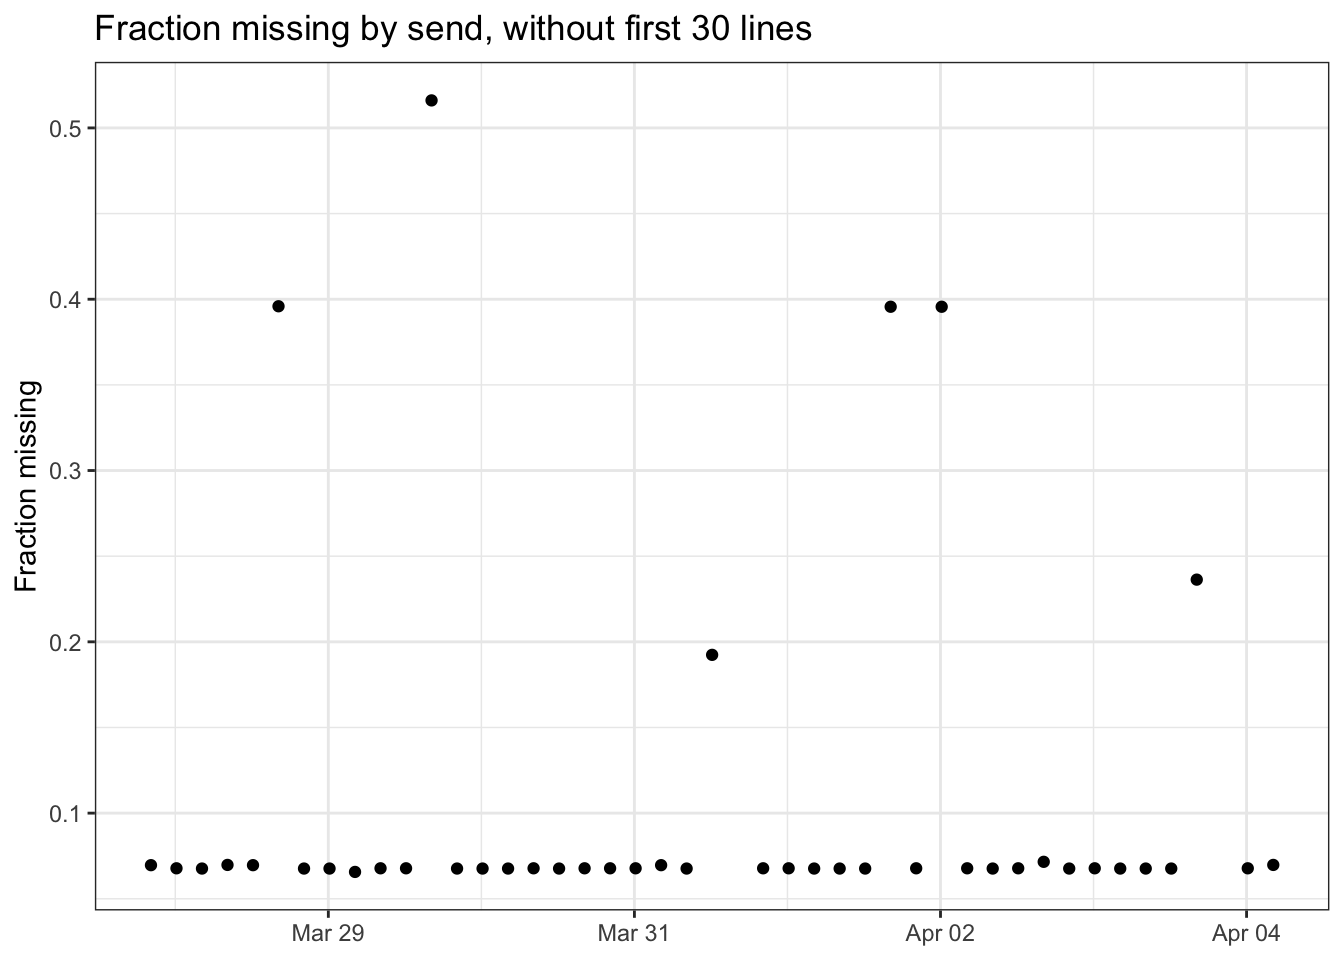 Fraction missing by send, without first 30 lines
Fraction missing
0.5
0.4
0.3
0.2
0.1
Mar 29
Mar 31
Apr 02
Apr 04